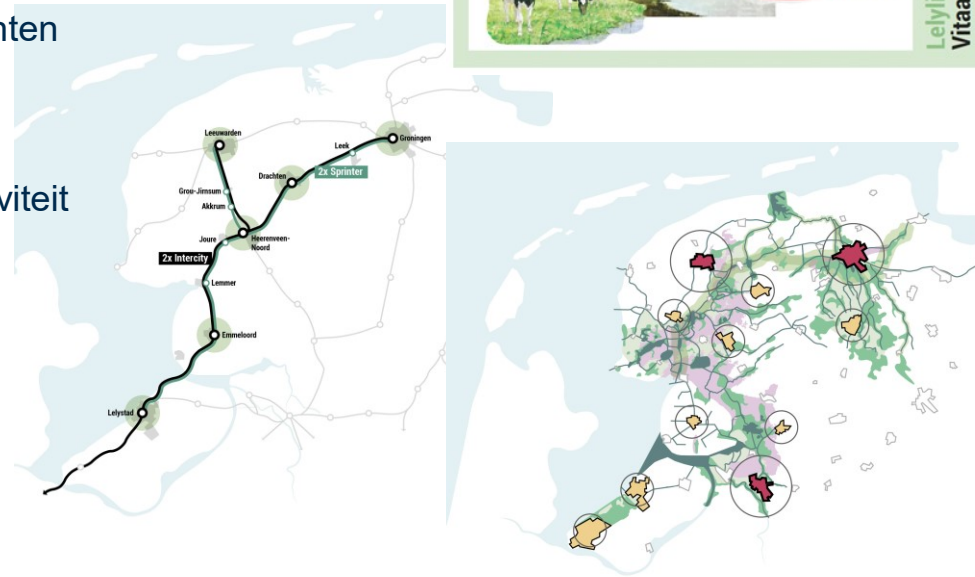 Lelyli
Vitaa
nten
viteit
Leeuwarden
Groningen
Leek
2x Sprinter
Drachten
Grou-Jirnsum
Akkrum
Joure
Heerenveen-
Noord
2x Intercity
Lemmer
Emmeloord
Lelystad